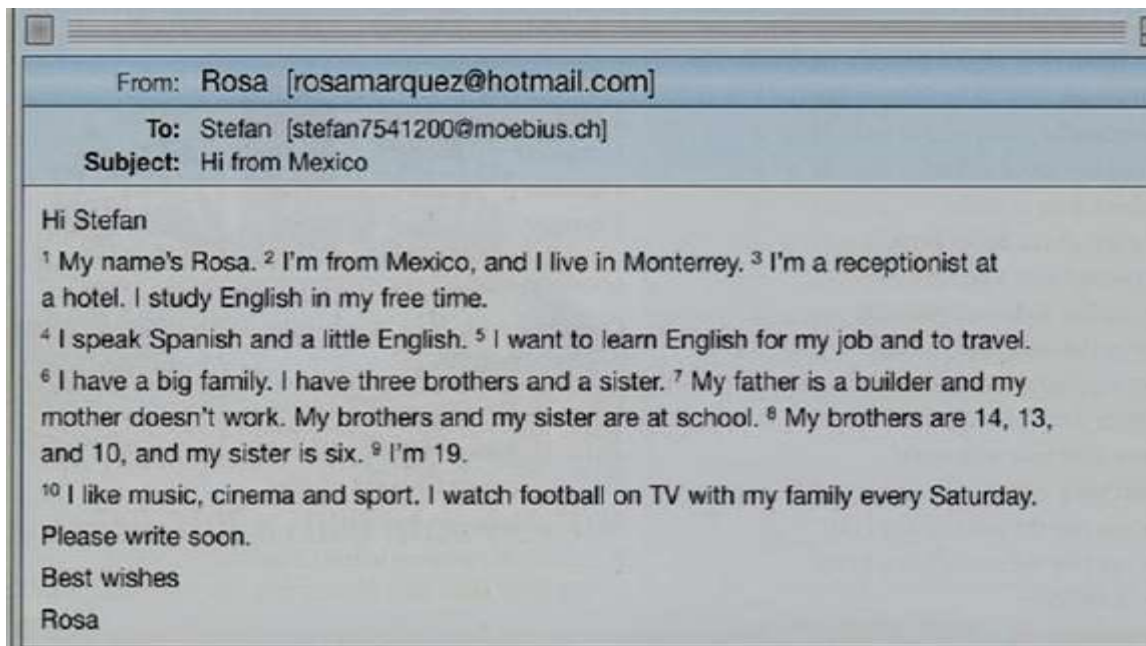 From: Rosa [rosamarquez@hotmail.com]
To: Stefan [stefan7541200@moebius.ch]
Subject: Hi from Mexico
Hi Stefan
¹ My name's Rosa. ² I'm from Mexico, and I live in Monterrey. ³ I'm a receptionist at
a hotel. I study English in my free time.
⁴ I speak Spanish and a little English. ⁵ I want to learn English for my job and to travel.
⁶ I have a big family. I have three brothers and a sister. ⁷ My father is a builder and my
mother doesn't work. My brothers and my sister are at school. ⁸ My brothers are 14, 13,
and 10, and my sister is six. ⁹ I'm 19.
¹⁰ I like music, cinema and sport. I watch football on TV with my family every Saturday.
Please write soon.
Best wishes
Rosa